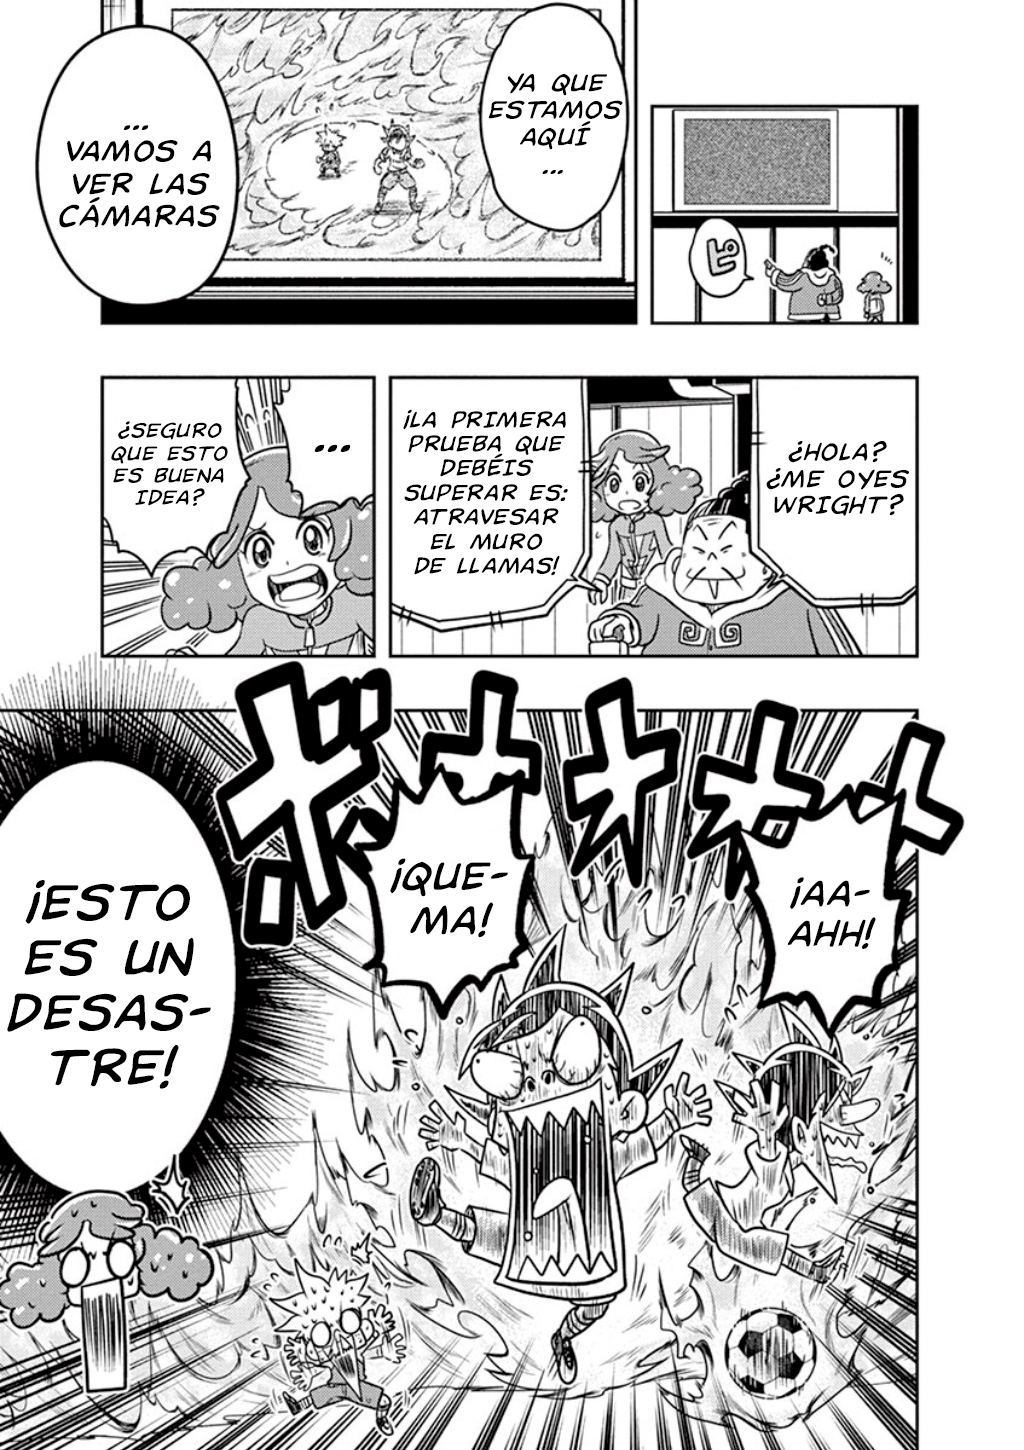 ピ
YA QUE
ESTAMOS
AQUÍ
...
...
VAMOS A
VER LAS
CÁMARAS
¿HOLA?
¿ME OYES
WRIGHT?
¡LA PRIMERA
PRUEBA QUE
DEBÉIS
SUPERAR ES:
ATRAVESAR
EL MURO
DE LLAMAS!
...
¿SEGURO
QUE ESTO
ES BUENA
IDEA?
¡AA-
AHH!
¡QUE-
MA!
¡ESTO
ES UN
DESAS-
TRE!